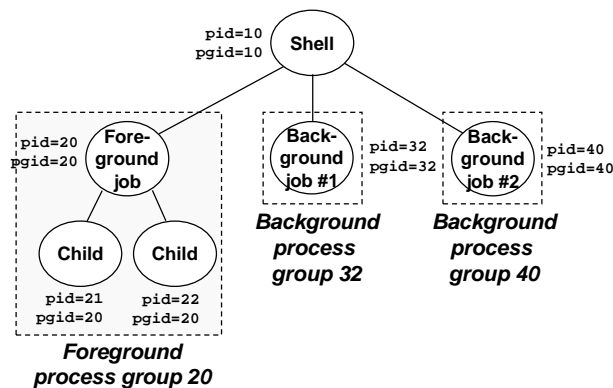 pid=10
pgid=10
Shell
pid=20
pgid=20
Fore-
ground
job
Back-
ground
job #1
pid=32
pgid=32
Back-
ground
job #2
pid=40
pgid=40
Child
Child
pid=21
pgid=20
pid=22
pgid=20
Background
process
group 32
Background
process
group 40
Foreground
process group 20